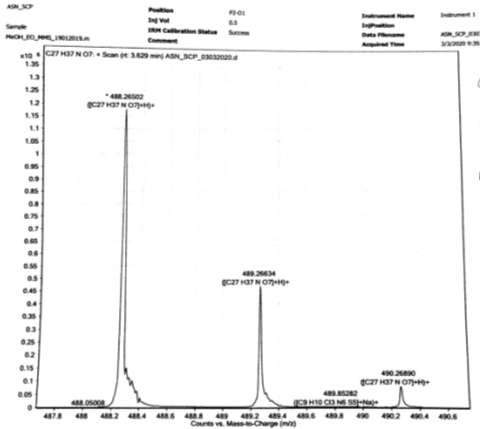 ASN_SCP
Position P2-D1 Instrument Name Instrument 1
Sample Inj Vol 0.5 InjPosition
IRM Calibration Status Success Data Filename ASN_SCP_030
MeOH_EO_MMS_19012019.m Comment Acquired Time 3/3/2020 9:35
x10 6 C27 H37 N O7: + Scan (rt: 3.629 min) ASN_SCP_03032020.d
1.35
1.3
1.25
* 488.26502
([C27 H37 N O7]+H)+
1.2
1.15
1.1
1.05
1
0.95
0.9
0.85
0.8
0.75
0.7
0.65
0.6
0.55
489.26634
([C27 H37 N O7]+H)+
0.5
0.45
0.4
0.35
0.3
0.25
0.2
490.26890
([C27 H37 N O7]+H)+
0.15
0.1
489.85282
([C9 H10 Cl3 N6 S5]+Na)+
0.05
488.05008
0
487.8 488 488.2 488.4 488.6 488.8 489 489.2 489.4 489.6 489.8 490 490.2 490.4 490.6
Counts vs. Mass-to-Charge (m/z)